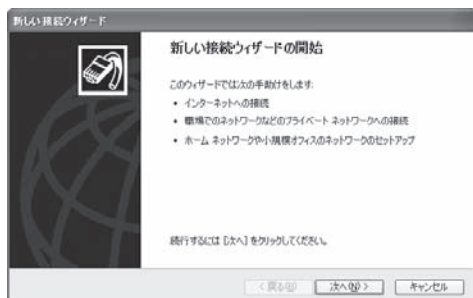 新しい接続ウィザード
新しい接続ウィザードの開始
このウィザードでは次の手助けをします:
• インターネットへの接続
• 職場でのネットワークなどのプライベート ネットワークへの接続
• ホーム ネットワークや小規模オフィスのネットワークのセットアップ
続行するには [次へ] をクリックしてください。
< 戻る(B) 次へ(N) > キャンセル